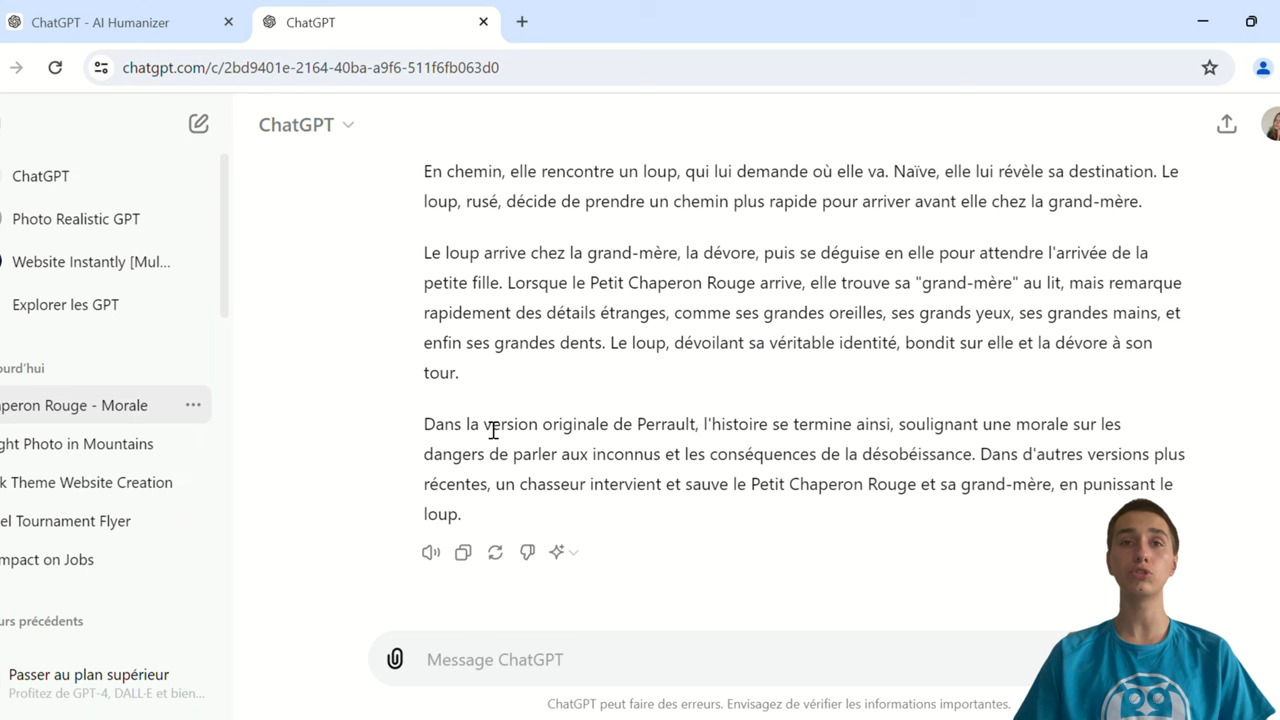 ChatGPT - AI Humanizer
ChatGPT
chatgpt.com/c/2bd9401e-2164-40ba-a9f6-511f6fb063d0
ChatGPT
ChatGPT
Photo Realistic GPT
Website Instantly [Mul...
Explorer les GPT
ourd'hui
aperon Rouge - Morale
ght Photo in Mountains
k Theme Website Creation
el Tournament Flyer
mpact on Jobs
urs précédents
Passer au plan supérieur
Profitez de GPT-4, DALL·E et bien...
En chemin, elle rencontre un loup, qui lui demande où elle va. Naïve, elle lui révèle sa destination. Le
loup, rusé, décide de prendre un chemin plus rapide pour arriver avant elle chez la grand-mère.
Le loup arrive chez la grand-mère, la dévore, puis se déguise en elle pour attendre l'arrivée de la
petite fille. Lorsque le Petit Chaperon Rouge arrive, elle trouve sa "grand-mère" au lit, mais remarque
rapidement des détails étranges, comme ses grandes oreilles, ses grands yeux, ses grandes mains, et
enfin ses grandes dents. Le loup, dévoilant sa véritable identité, bondit sur elle et la dévore à son
tour.
Dans la version originale de Perrault, l'histoire se termine ainsi, soulignant une morale sur les
dangers de parler aux inconnus et les conséquences de la désobéissance. Dans d'autres versions plus
récentes, un chasseur intervient et sauve le Petit Chaperon Rouge et sa grand-mère, en punissant le
loup.
Message ChatGPT
ChatGPT peut faire des erreurs. Envisagez de vérifier les informations importantes.